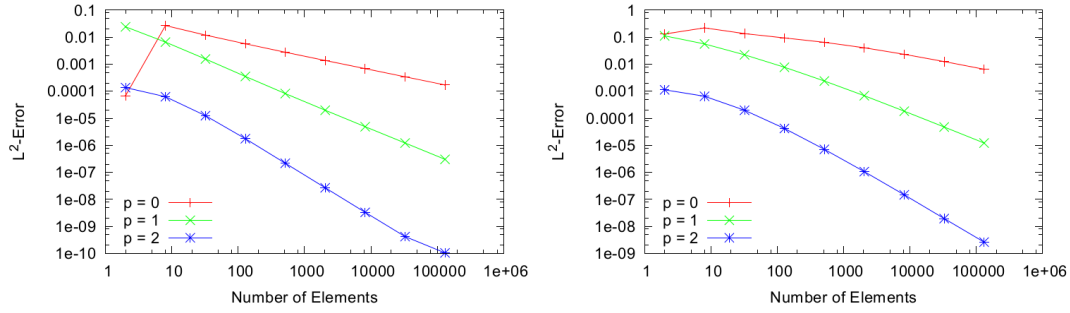 0.1
0.01
0.001
0.0001
1e-05
1e-06
1e-07
1e-08
1e-09
1e-10
L²-Error
p = 0
p = 1
p = 2
1 10 100 1000 10000 100000 1e+06
Number of Elements
1
0.1
0.01
0.001
0.0001
1e-05
1e-06
1e-07
1e-08
1e-09
L²-Error
p = 0
p = 1
p = 2
1 10 100 1000 10000 100000 1e+06
Number of Elements